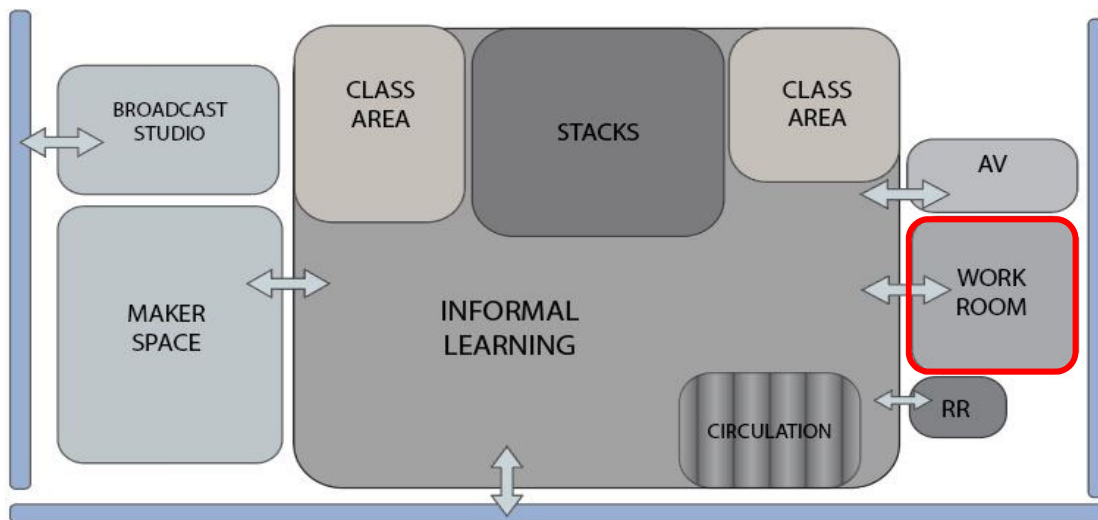 BROADCAST
STUDIO
CLASS
AREA
STACKS
CLASS
AREA
AV
MAKER
SPACE
INFORMAL
LEARNING
WORK
ROOM
CIRCULATION
RR